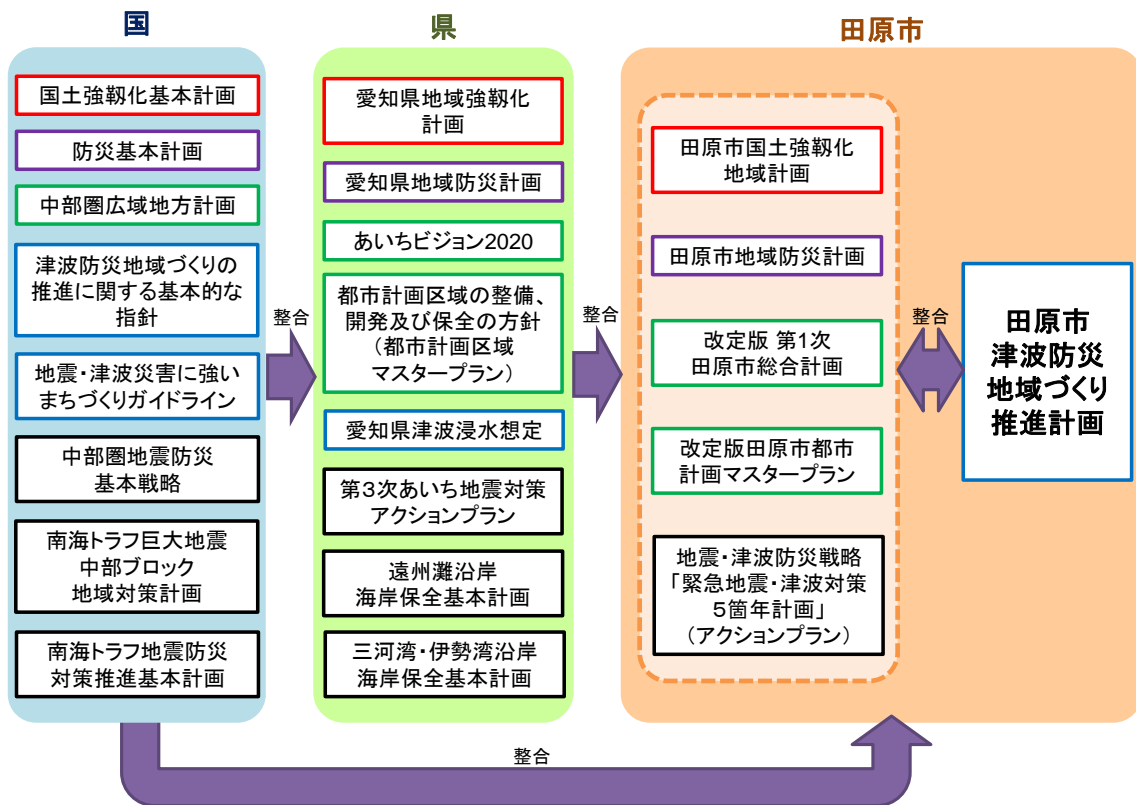 国
国土強靱化基本計画
防災基本計画
中部圏広域地方計画
津波防災地域づくりの
推進に関する基本的な
指針
地震・津波災害に強い
まちづくりガイドライン
中部圏地震防災
基本戦略
南海トラフ巨大地震
中部ブロック
地域対策計画
南海トラフ地震防災
対策推進基本計画
整合
県
愛知県地域強靱化
計画
愛知県地域防災計画
あいちビジョン2020
都市計画区域の整備、
開発及び保全の方針
（都市計画区域
マスタープラン）
愛知県津波浸水想定
第３次あいち地震対策
アクションプラン
遠州灘沿岸
海岸保全基本計画
三河湾・伊勢湾沿岸
海岸保全基本計画
整合
田原市
田原市国土強靱化
地域計画
田原市地域防災計画
改定版 第1次
田原市総合計画
改定版田原市都市
計画マスタープラン
地震・津波防災戦略
「緊急地震・津波対策
５箇年計画」
（アクションプラン）
整合
田原市
津波防災
地域づくり
推進計画
整合